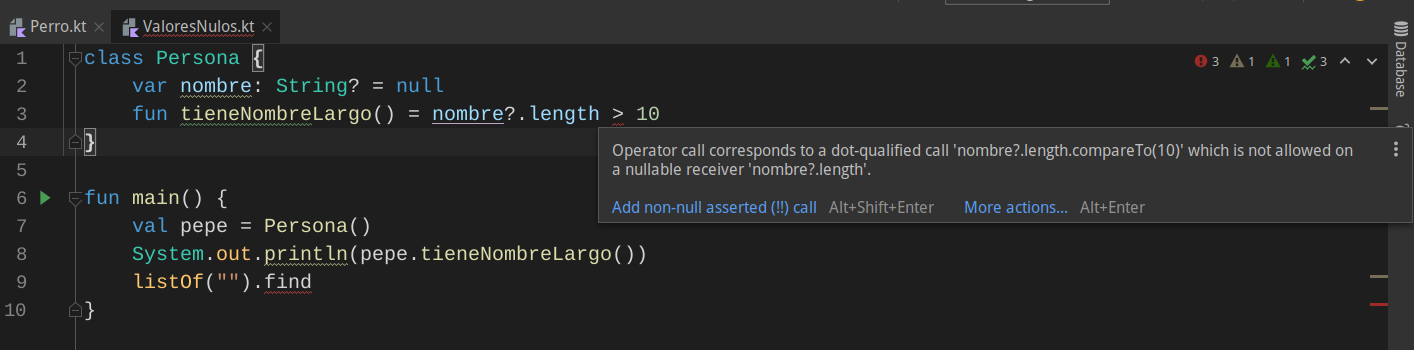 Perro.kt ValoresNulos.kt
1 class Persona {
2 var nombre: String? = null
3 fun tieneNombreLargo() = nombre?.length > 10
4 }
5
6 fun main() {
7 val pepe = Persona()
8 System.out.println(pepe.tieneNombreLargo())
9 listOf("").find
10 }
3 1 1 3
Operator call corresponds to a dot-qualified call 'nombre?.length.compareTo(10)' which is not allowed on
a nullable receiver 'nombre?.length'.
Add non-null asserted (!!) call Alt+Shift+Enter More actions... Alt+Enter
Database